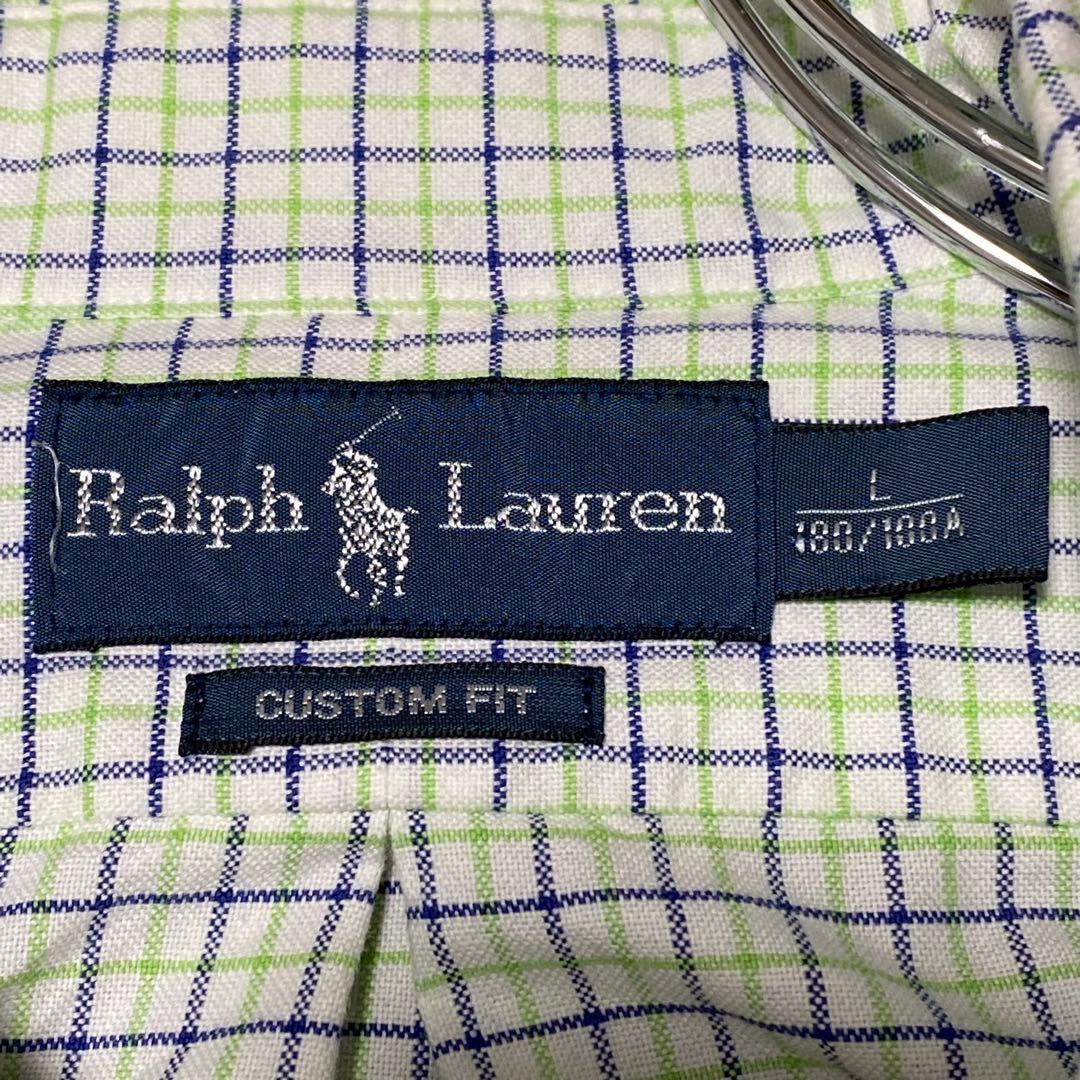 Ralph Lauren
L
180/100A
CUSTOM FIT